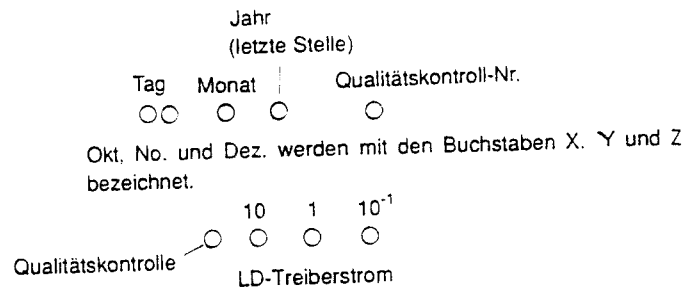 Jahr
(letzte Stelle)
Tag Monat Qualitätskontroll-Nr.
Okt, No. und Dez. werden mit den Buchstaben X. Y und Z
bezeichnet.
10 1 10⁻¹
Qualitätskontrolle
LD-Treiberstrom